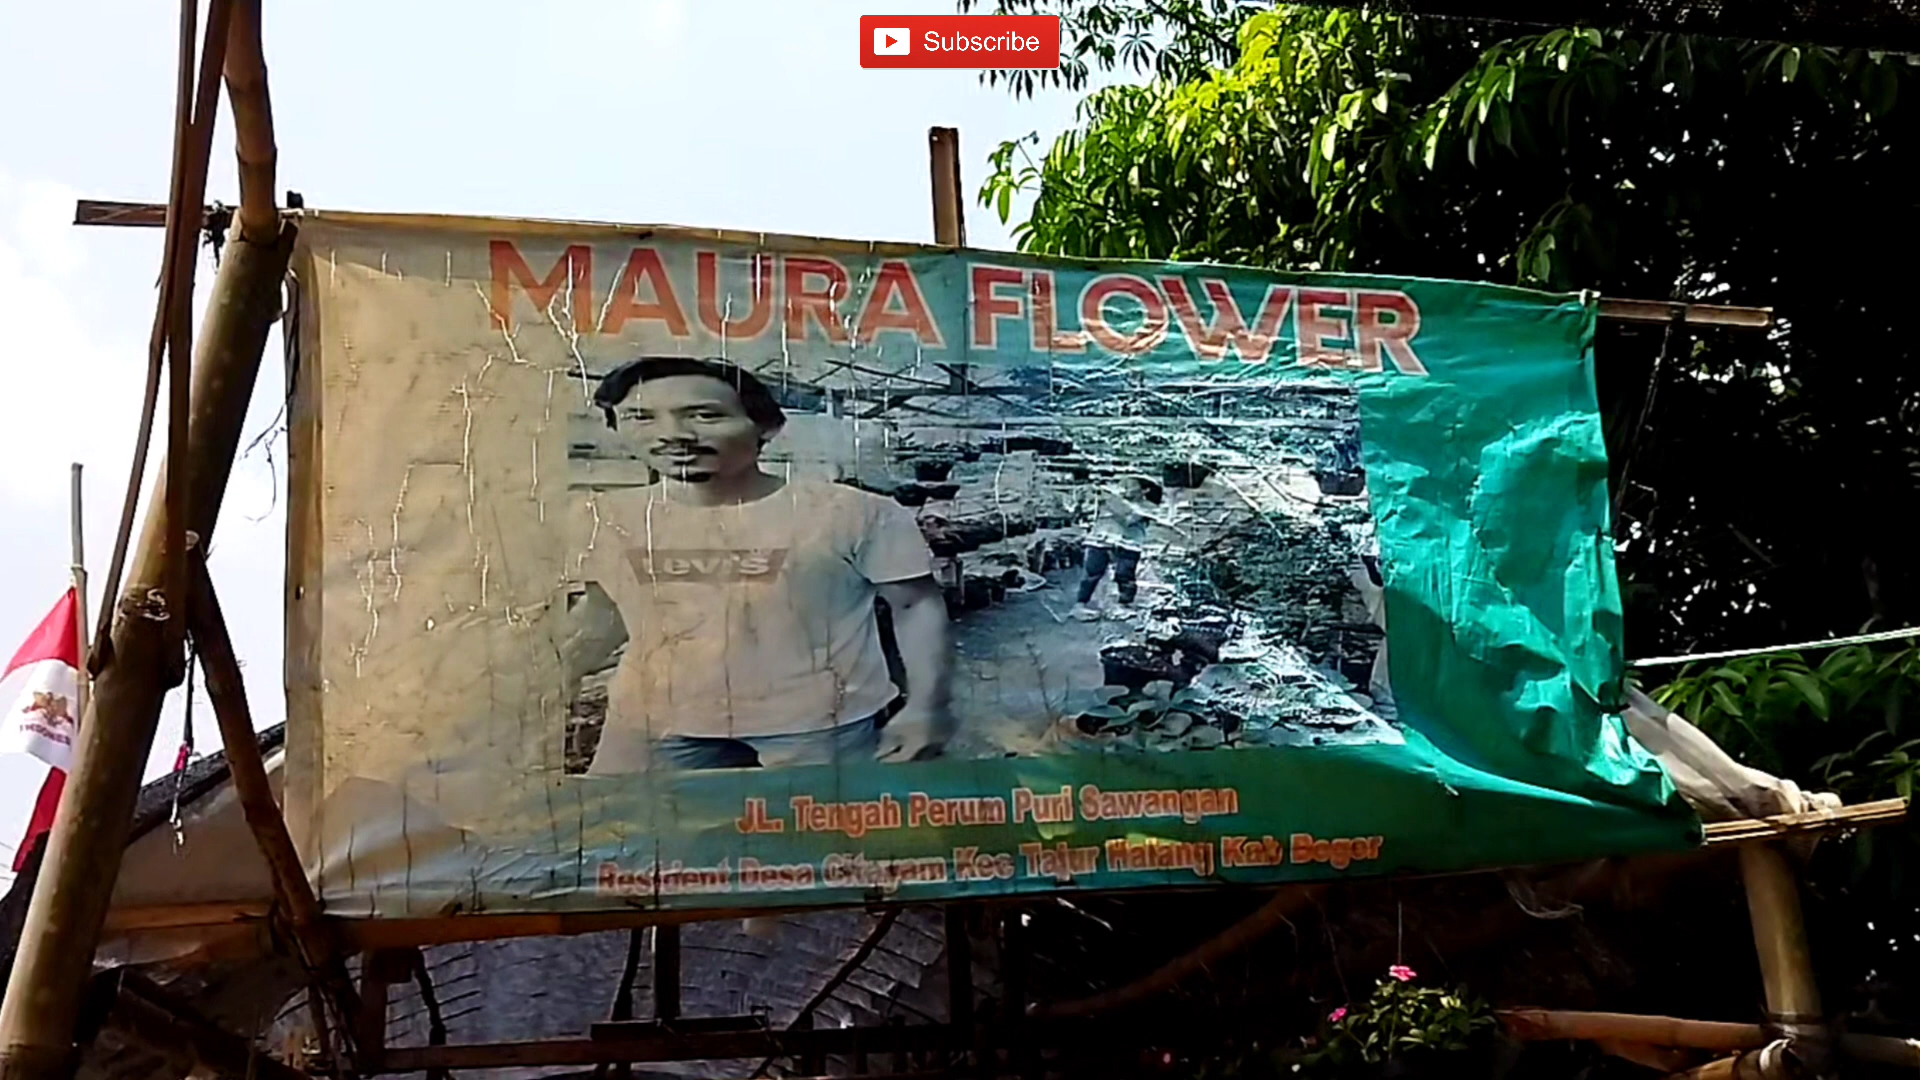 Subscribe
MAURA FLOWER
Levi's
JL. Tengah Perum Puri Sawangan
Resident Desa Citayam Kec Tajur Halang Kab Bogor